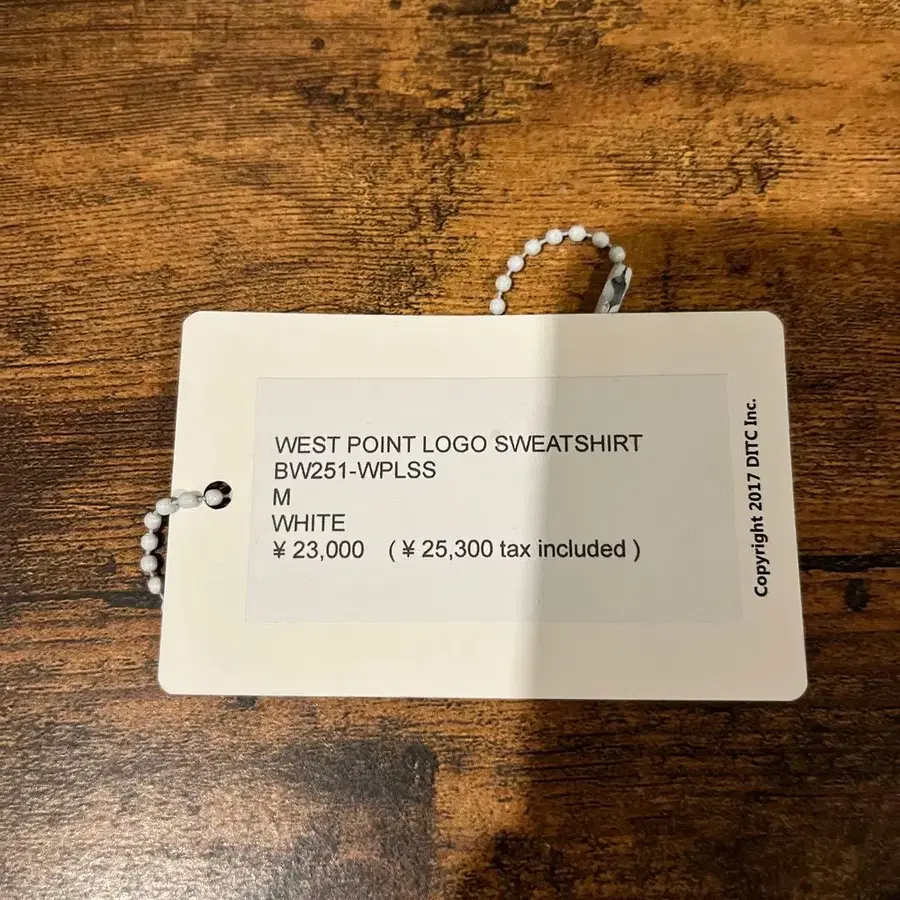 WEST POINT LOGO SWEATSHIRT
BW251-WPLSS
M
WHITE
¥ 23,000 ( ¥ 25,300 tax included )
Copyright 2017 DITC Inc.